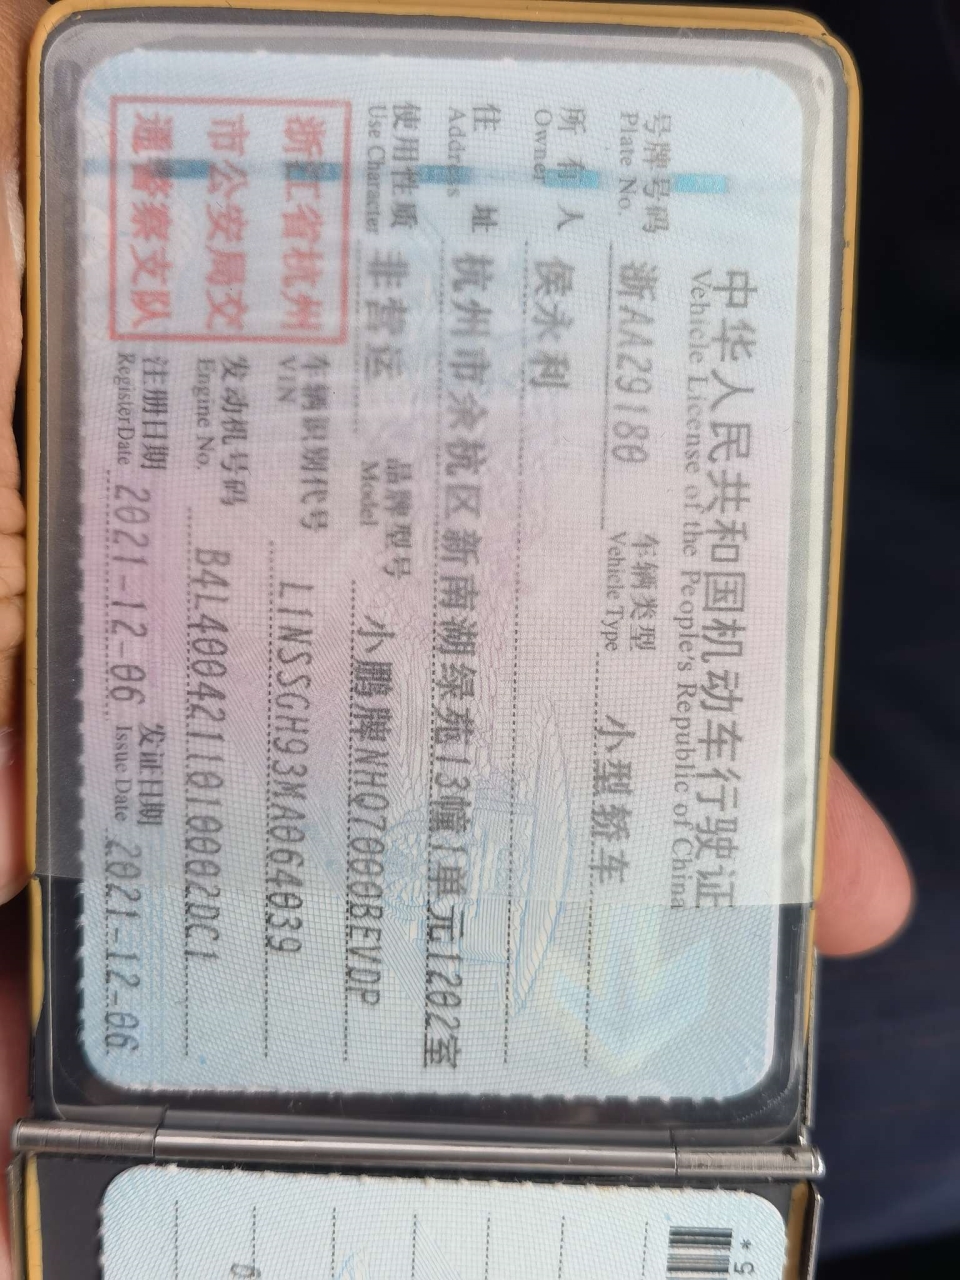 中华人民共和国机动车行驶证
Vehicle License of the People's Republic of China
号牌号码 浙AA29180 车辆类型 小型轿车
Plate No. Vehicle Type
所有人 侯永利
Owner
住址 杭州市余杭区新南湖绿苑13幢1单元1202室
Address
使用性质 非营运 品牌型号 小鹏牌NHQ7000BEVDP
Use Character Model
浙江省杭州
市公安局交
通警察支队
车辆识别代号 L1NSSGH93MA064039
VIN
发动机号码 B4L400421I0100020C1
Engine No.
注册日期 2021-12-06 发证日期 2021-12-06
Register Date Issue Date
5*